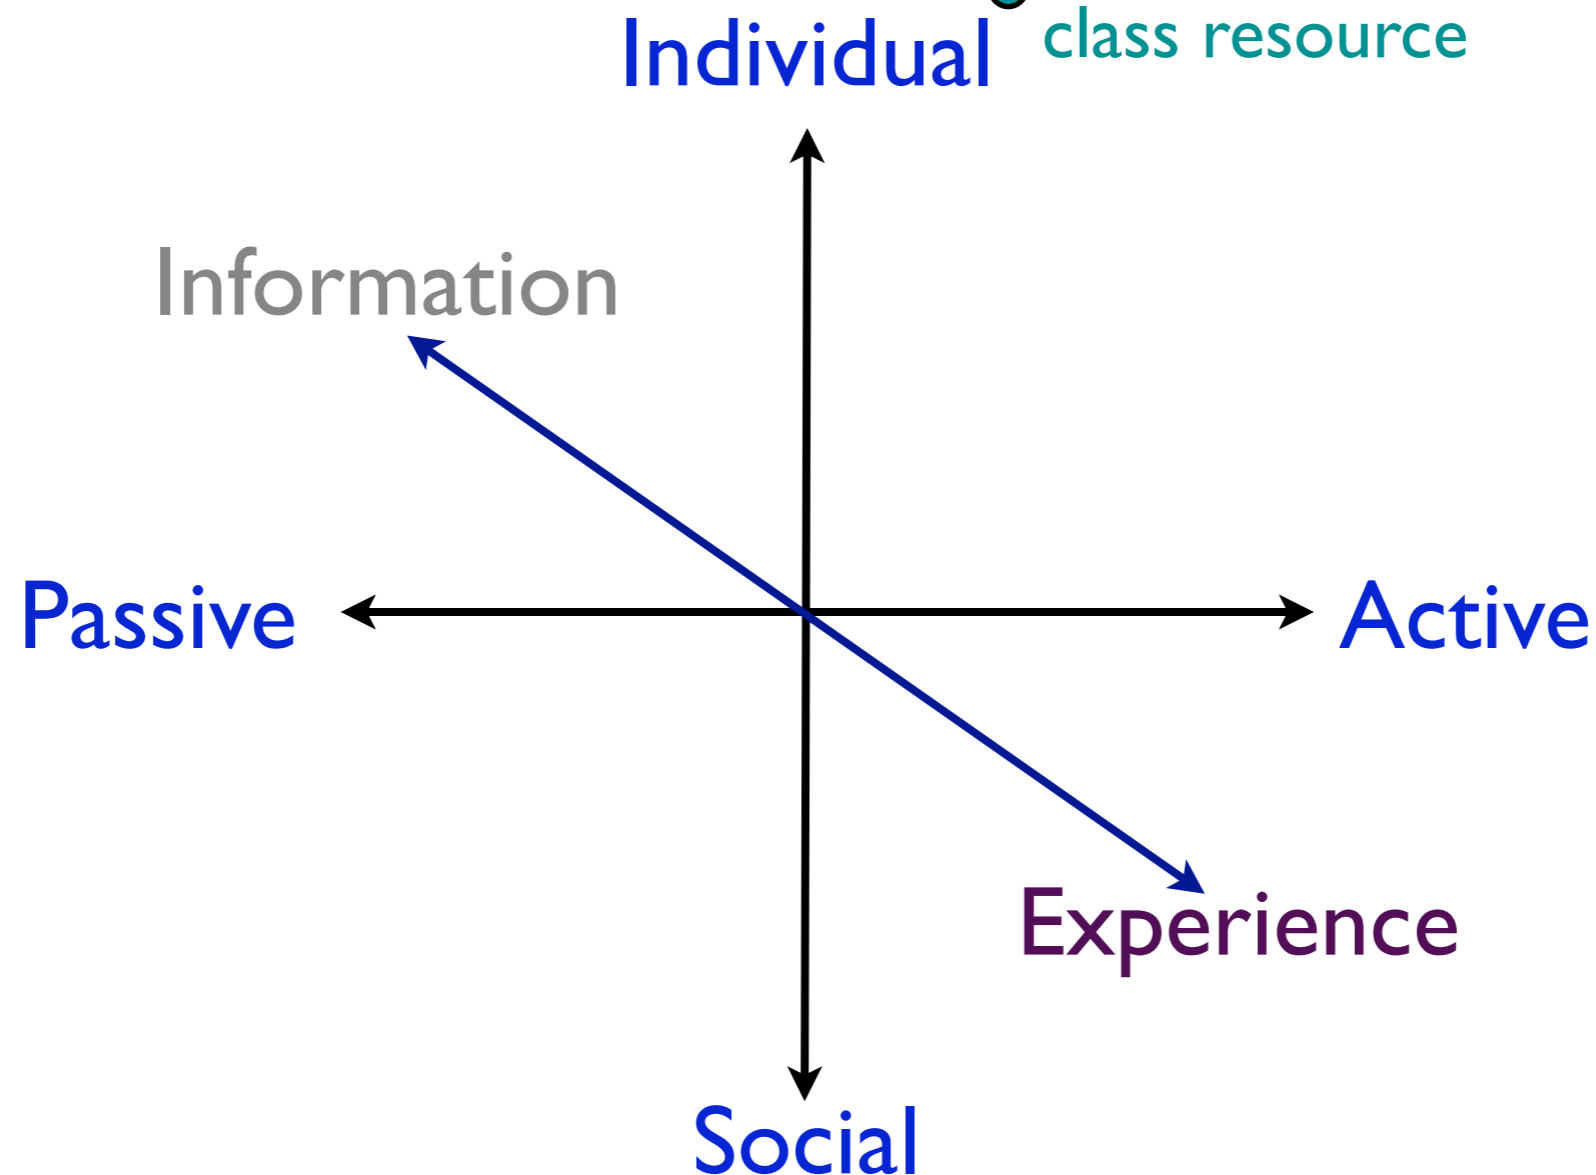 Individual
class resource
Information
Passive
Active
Experience
Social